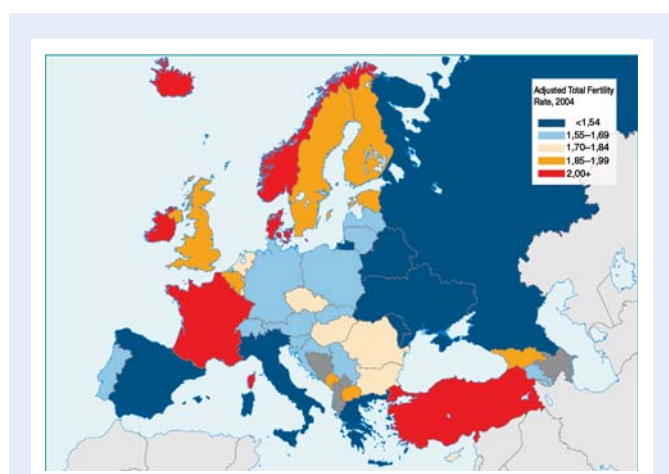 Adjusted Total Fertility
Rate, 2004
<1,54
1,55–1,69
1,70–1,84
1,85–1,99
2,00+